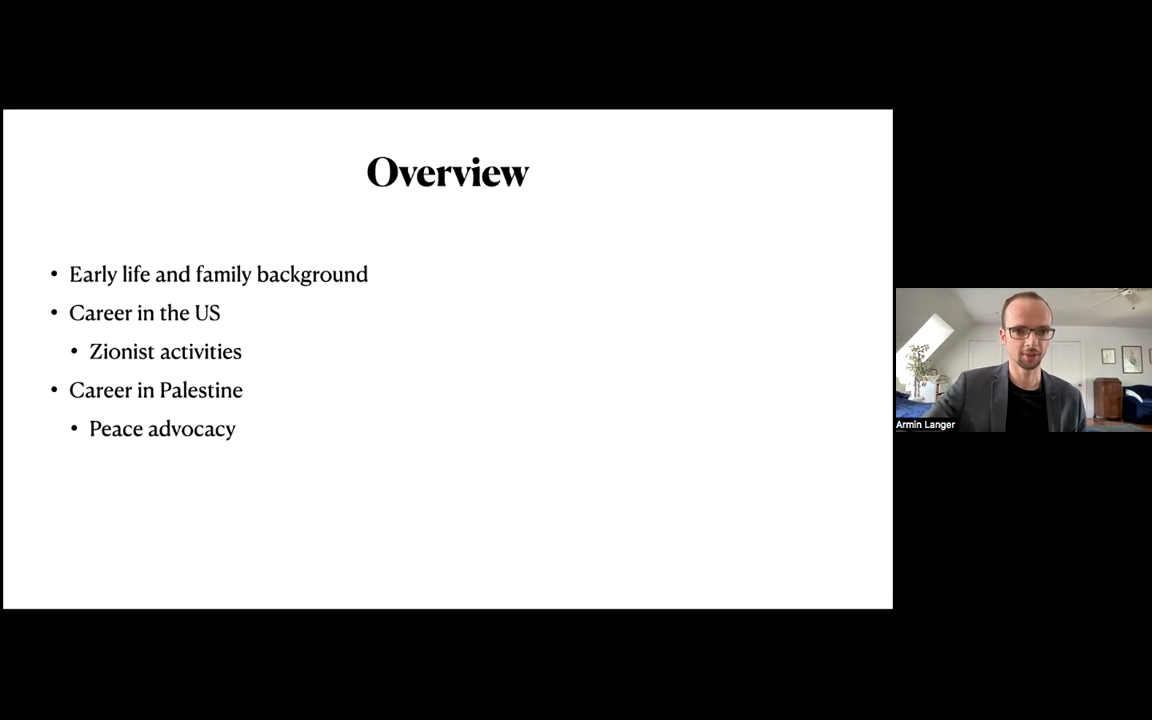 Overview
• Early life and family background
• Career in the US
• Zionist activities
• Career in Palestine
• Peace advocacy
Armin Langer